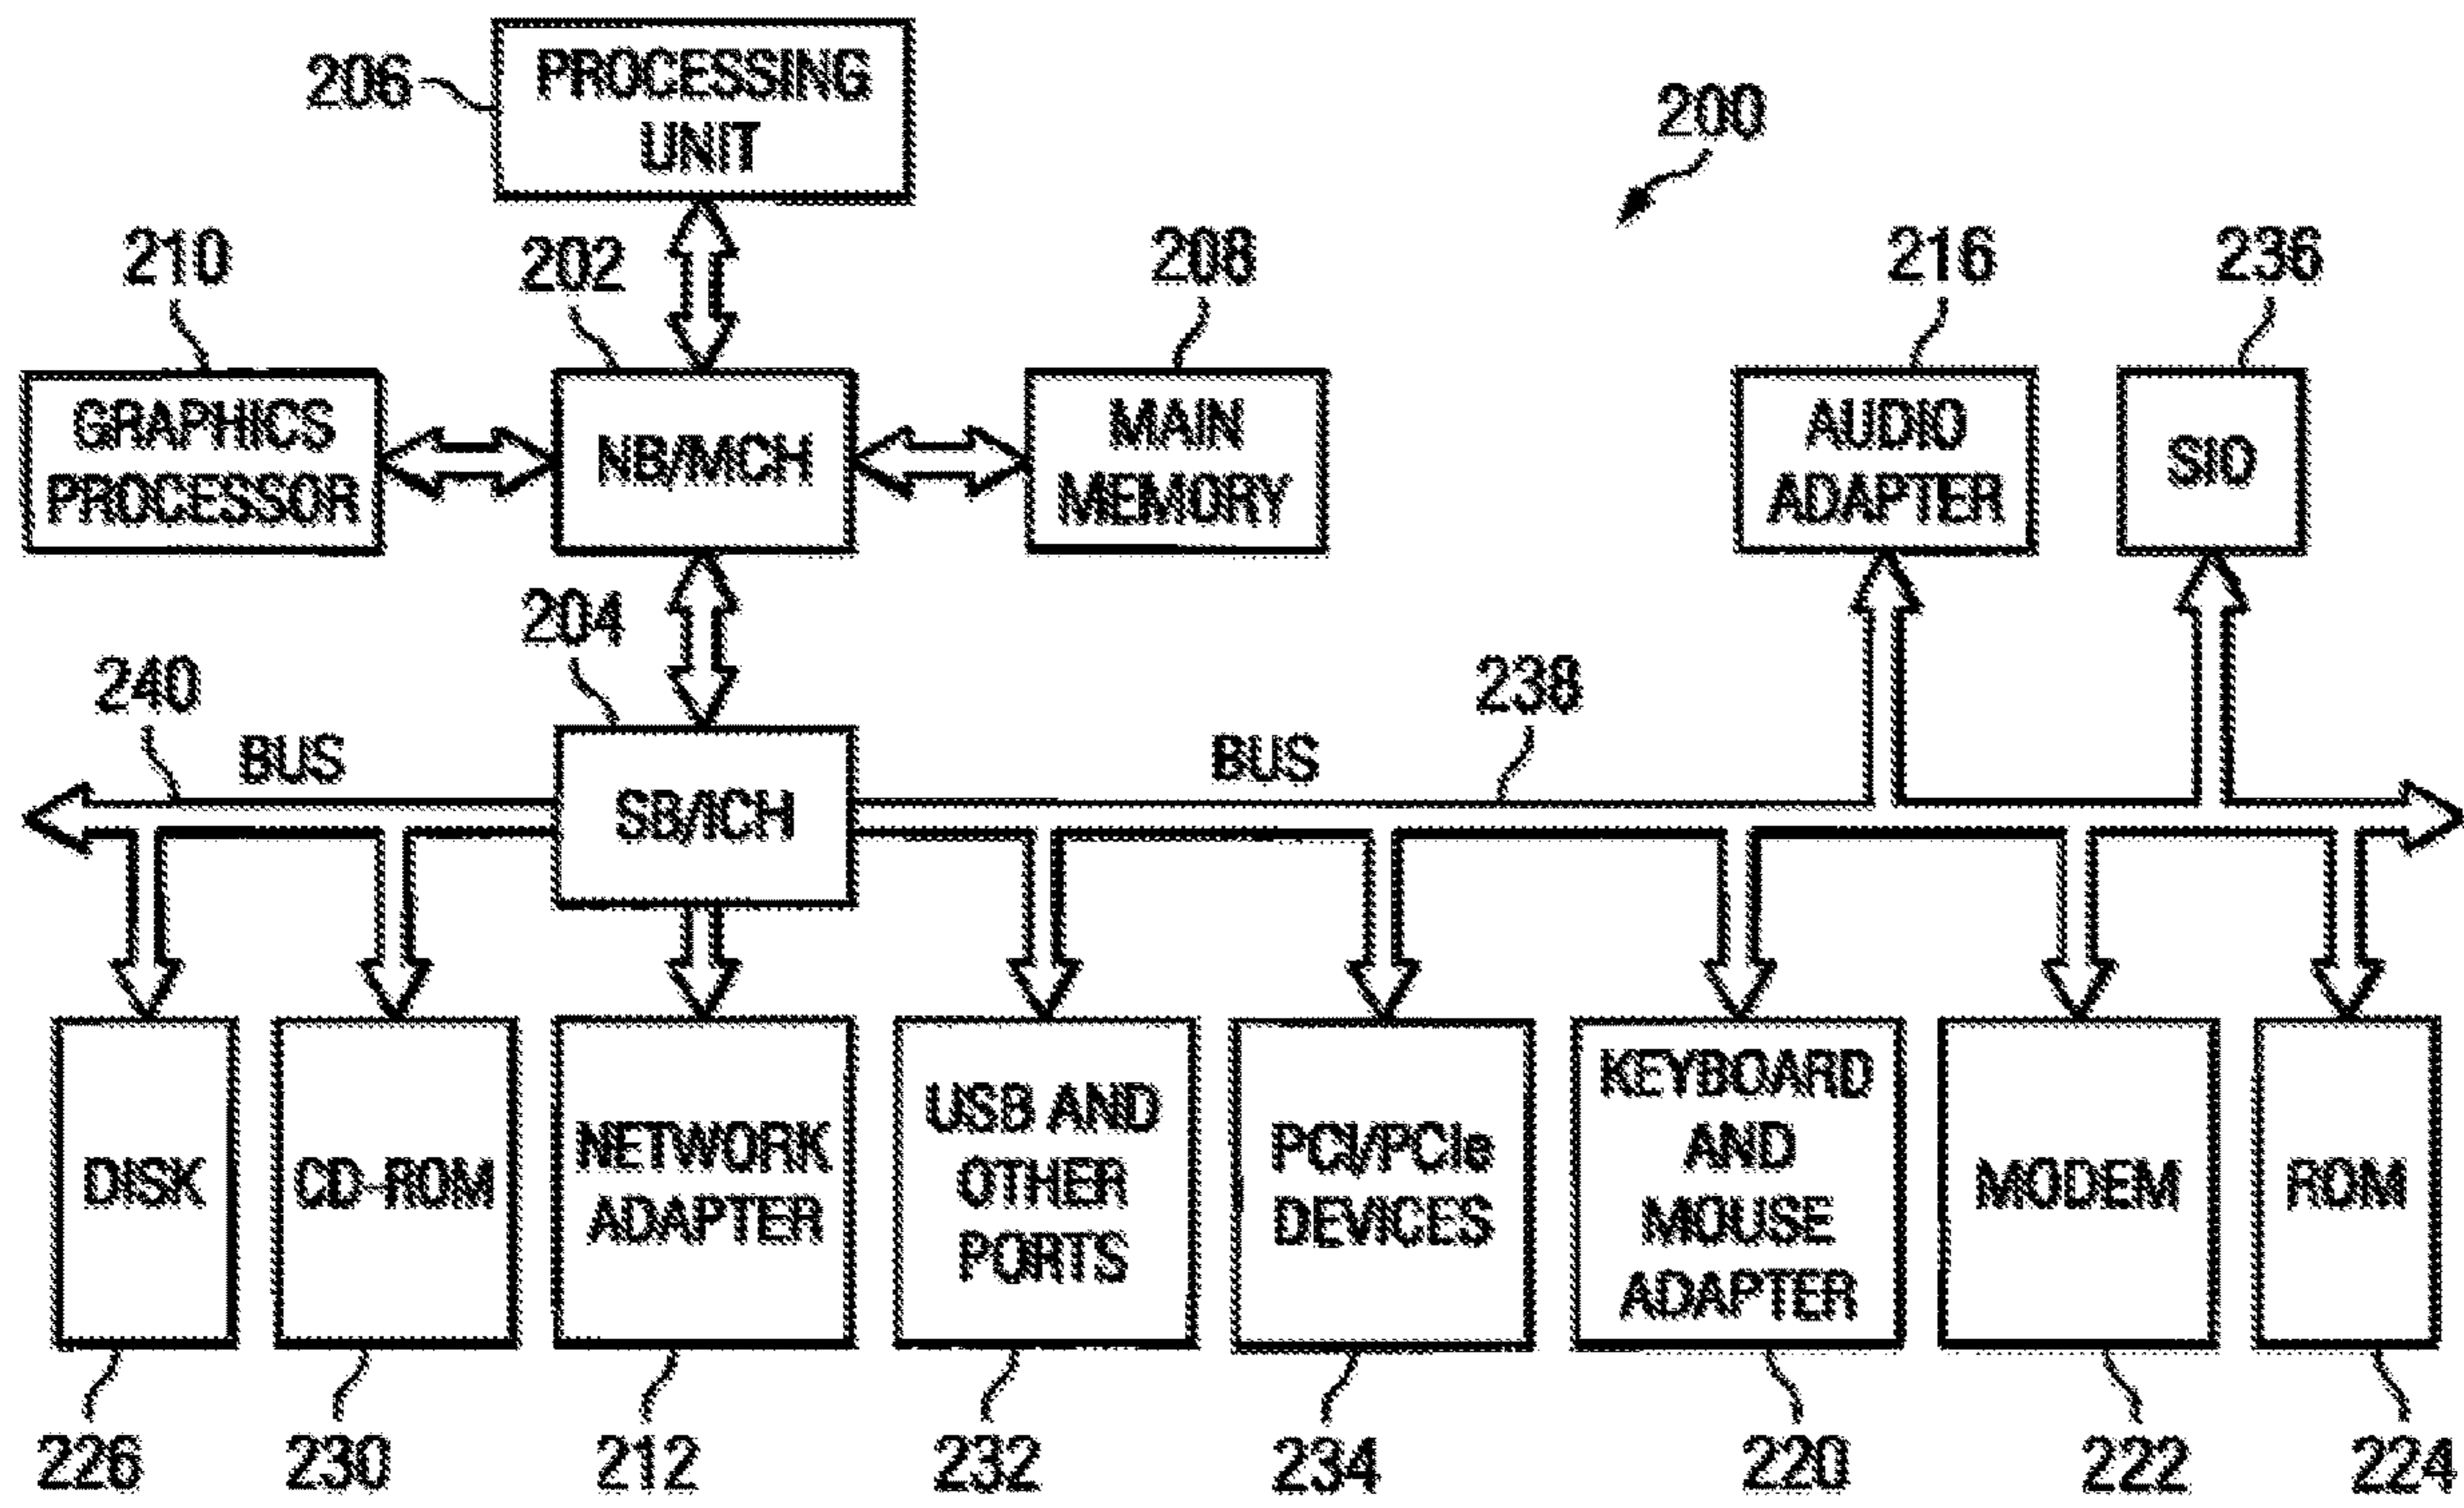 206
PROCESSING
UNIT
200
210
202
208
216
236
GRAPHICS
PROCESSOR
NB/MCH
MAIN
MEMORY
AUDIO
ADAPTER
SIO
204
240
BUS
238
BUS
SB/ICH
DISK
CD-ROM
NETWORK
ADAPTER
USB AND
OTHER
PORTS
PCI/PCIe
DEVICES
KEYBOARD
AND
MOUSE
ADAPTER
MODEM
ROM
226
230
212
232
234
220
222
224